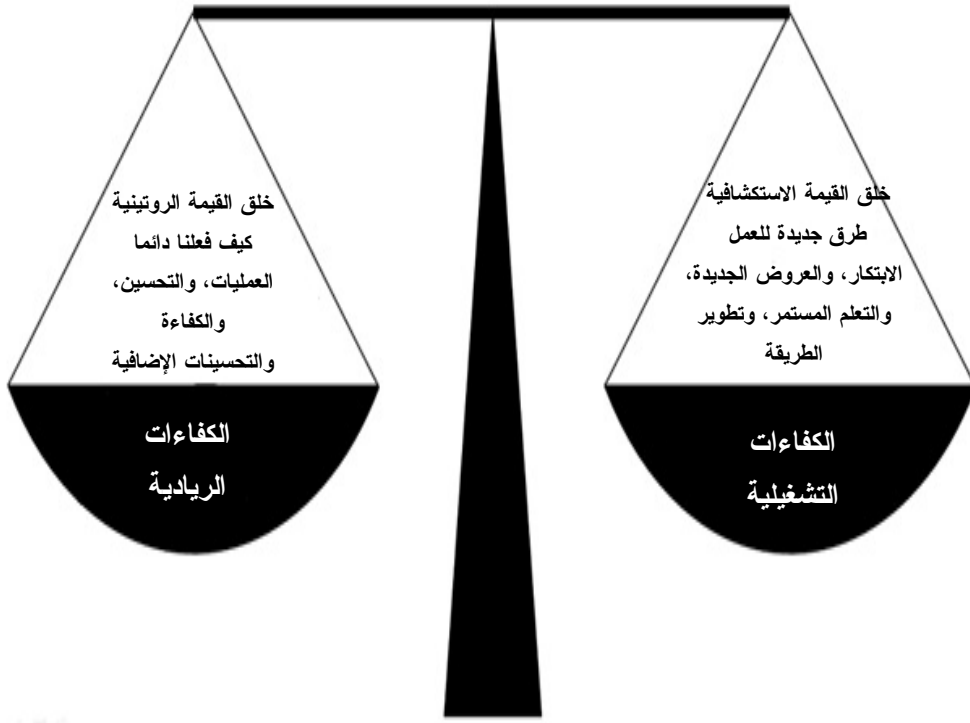 خلق القيمة الاستكشافية
طرق جديدة للعمل
الابتكار، والعروض الجديدة،
والتعلم المستمر، وتطوير
الطريقة
الكفاءات
التشغيلية
خلق القيمة الروتينية
كيف فعلنا دائما
العمليات، والتحسين،
والكفاءة
والتحسينات الإضافية
الكفاءات
الريادية